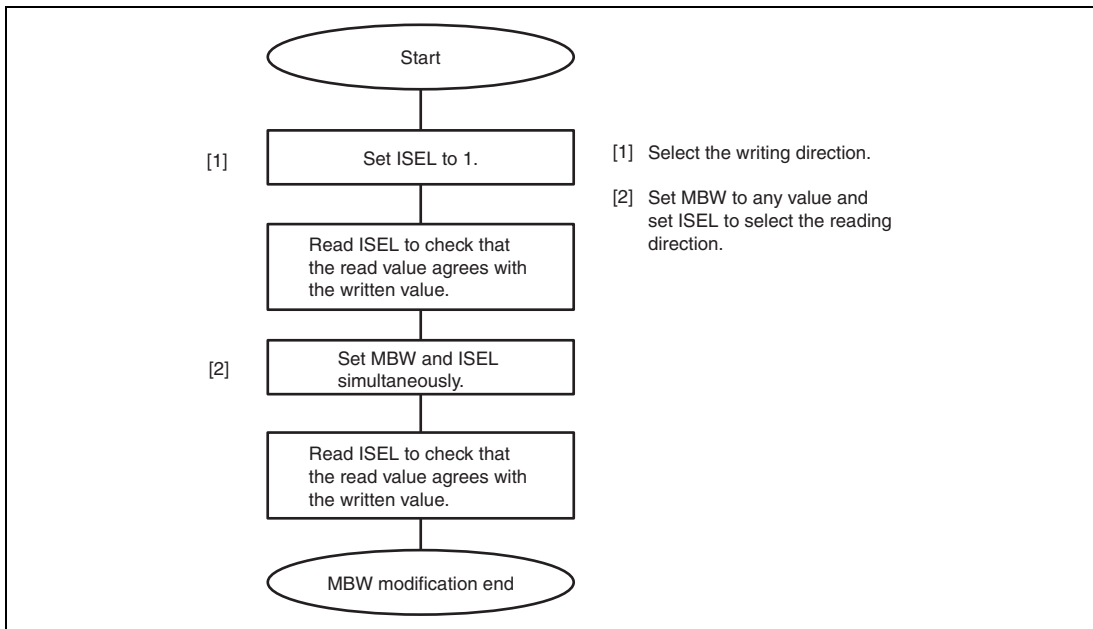 Start
[1]
Set ISEL to 1.
[1] Select the writing direction.
[2] Set MBW to any value and
set ISEL to select the reading
direction.
Read ISEL to check that
the read value agrees with
the written value.
[2]
Set MBW and ISEL
simultaneously.
Read ISEL to check that
the read value agrees with
the written value.
MBW modification end